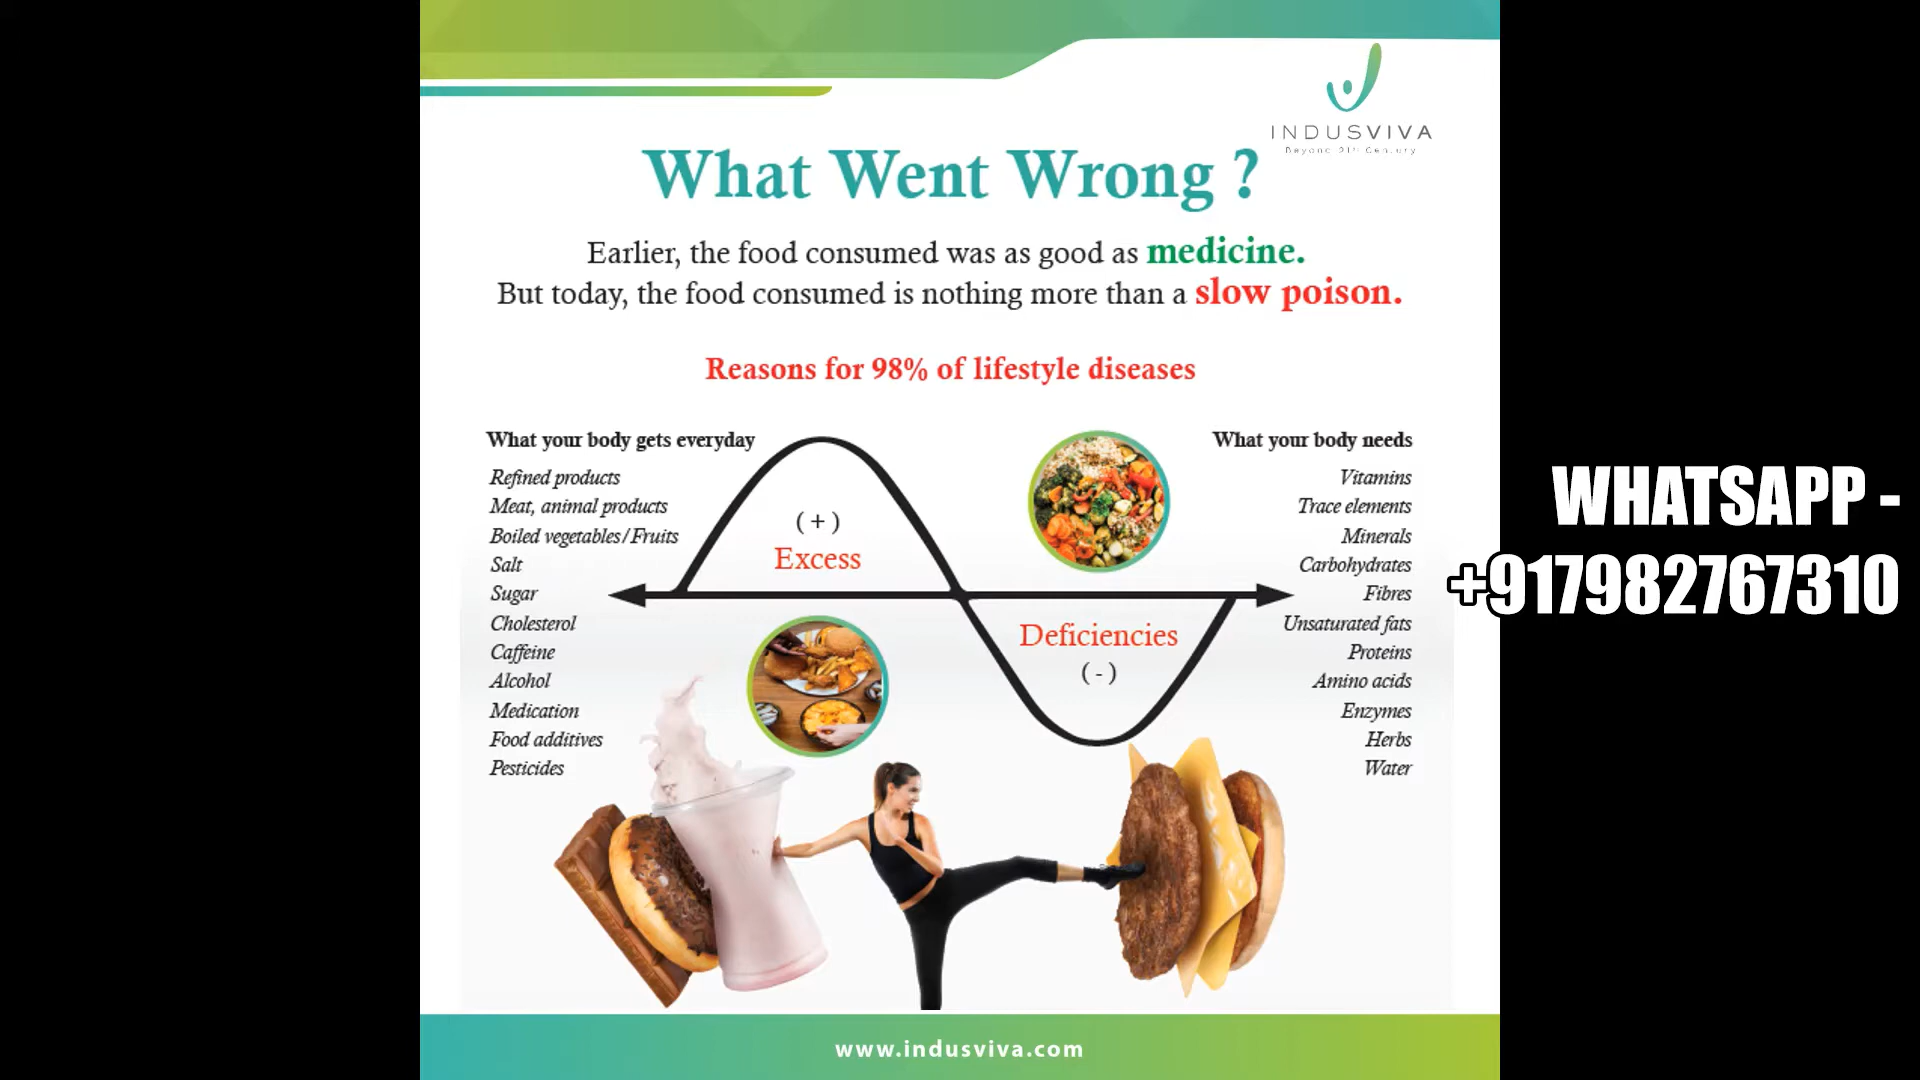 INDUSVIVA
Beyond 21st Century
What Went Wrong ?
Earlier, the food consumed was as good as medicine.
But today, the food consumed is nothing more than a slow poison.
Reasons for 98% of lifestyle diseases
What your body gets everyday
Refined products
Meat, animal products
Boiled vegetables/Fruits
Salt
Sugar
Cholesterol
Caffeine
Alcohol
Medication
Food additives
Pesticides
( + )
Excess
Deficiencies
( - )
What your body needs
Vitamins
Trace elements
Minerals
Carbohydrates
Fibres
Unsaturated fats
Proteins
Amino acids
Enzymes
Herbs
Water
WHATSAPP -
+917982767310
www.indusviva.com